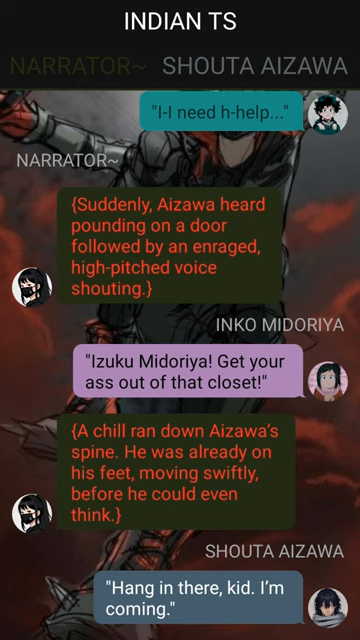 INDIAN TS
NARRATOR~ SHOUTA AIZAWA
"I-I need h-help..."
NARRATOR~
{Suddenly, Aizawa heard
pounding on a door
followed by an enraged,
high-pitched voice
shouting.}
INKO MIDORIYA
"Izuku Midoriya! Get your
ass out of that closet!"
{A chill ran down Aizawa's
spine. He was already on
his feet, moving swiftly,
before he could even
think.}
SHOUTA AIZAWA
"Hang in there, kid. I'm
coming."